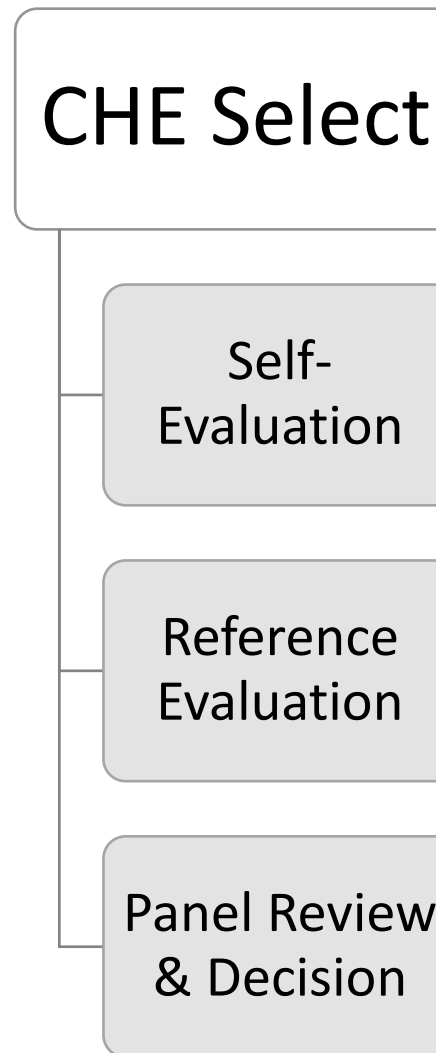 CHE Select
Self-
Evaluation
Reference
Evaluation
Panel Review
& Decision